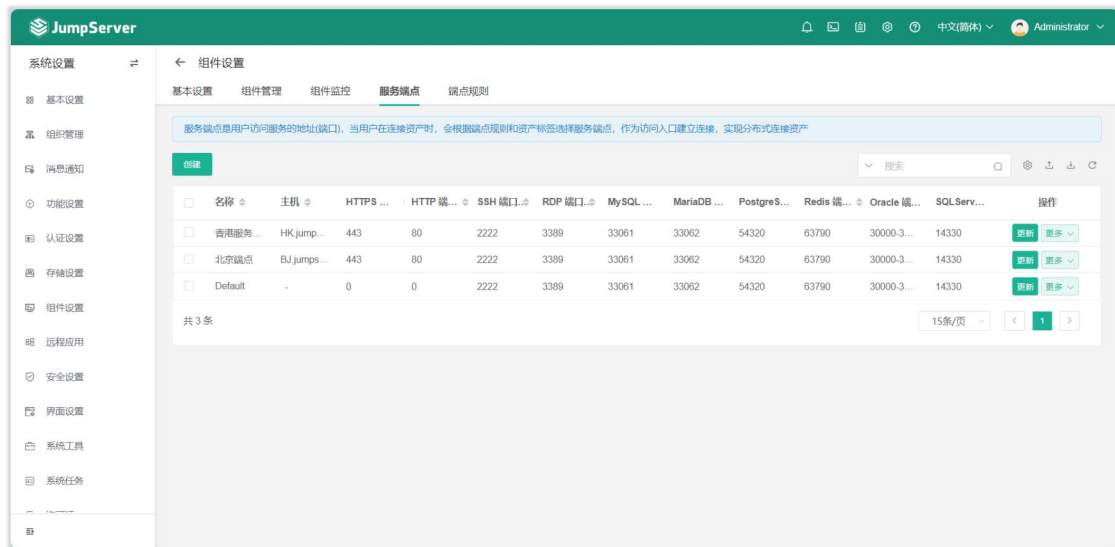 JumpServer
中文(简体)
Administrator
系统设置
基本设置
组织管理
消息通知
功能设置
认证设置
存储设置
组件设置
远程应用
安全设置
界面设置
系统工具
系统任务
组件设置
基本设置 组件管理 组件监控 服务端点 端点规则
服务端点是用户访问服务的地址(端口)，当用户在连接资产时，会根据端点规则和资产标签选择服务端点，作为访问入口建立连接，实现分布式连接资产
创建
搜索
名称 主机 HTTPS ... HTTP 端... SSH 端口... RDP 端口... MySQL ... MariaDB ... PostgreS... Redis 端... Oracle 端... SQLServ... 操作
香港服务... HK.jump... 443 80 2222 3389 33061 33062 54320 63790 30000-3... 14330 更新 更多
北京端点 BJ.jumps... 443 80 2222 3389 33061 33062 54320 63790 30000-3... 14330 更新 更多
Default - 0 0 2222 3389 33061 33062 54320 63790 30000-3... 14330 更新 更多
共 3 条
15条/页
1